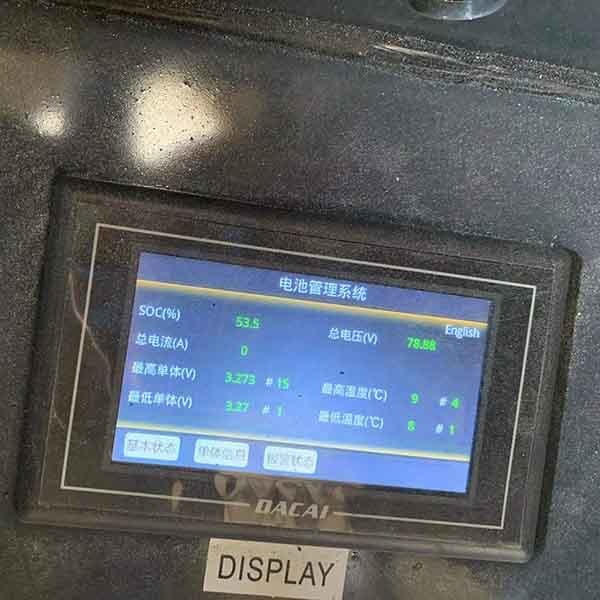 电池管理系统
English
SOC(%) 53.5 总电压(V) 78.88
总电流(A) 0
最高单体(V) 3.273 # 15 最高温度(℃) 9 # 4
最低单体(V) 3.27 # 1 最低温度(℃) 8 # 1
基本状态 单体信息 报警状态
DACAI
DISPLAY